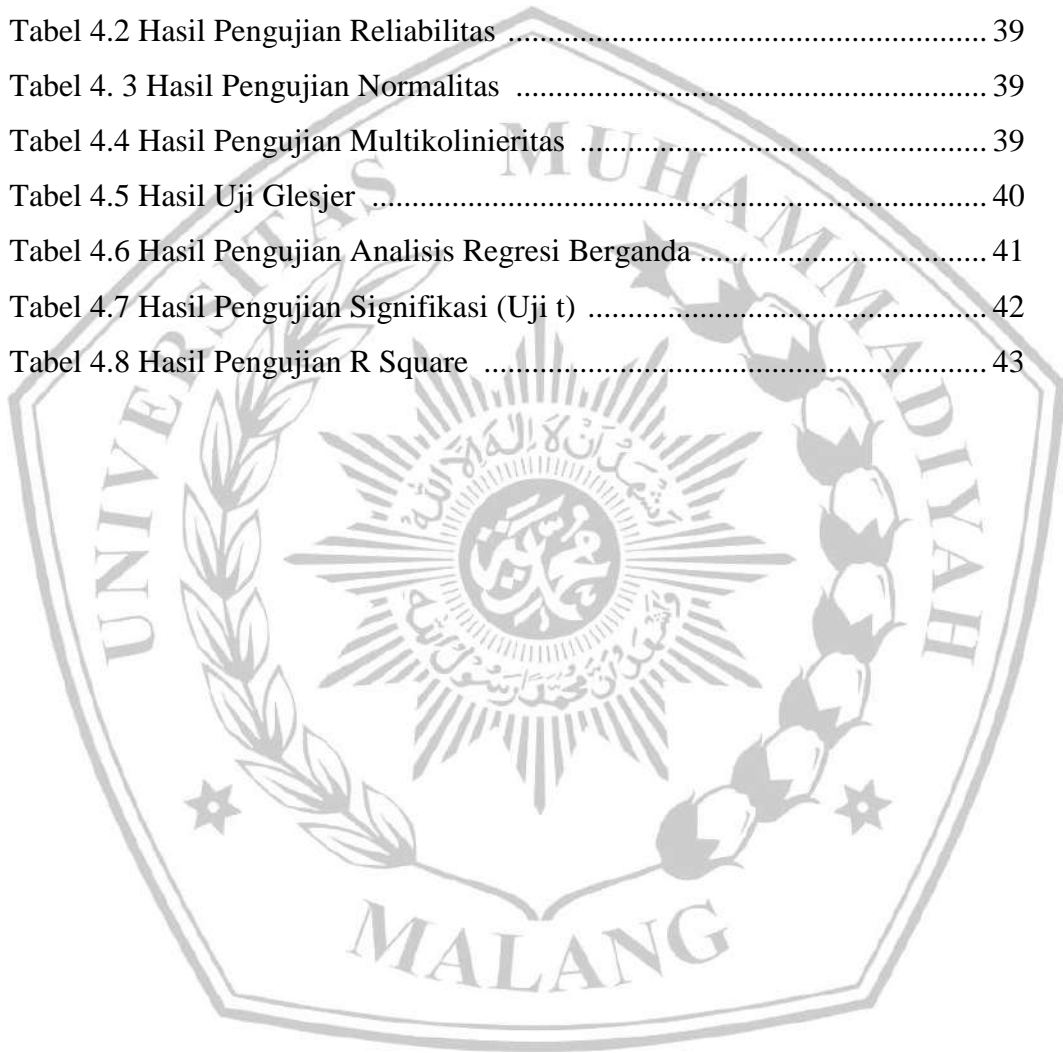 Tabel 4.2 Hasil Pengujian Reliabilitas ............................................................. 39
Tabel 4. 3 Hasil Pengujian Normalitas ............................................................ 39
Tabel 4.4 Hasil Pengujian Multikolinieritas .................................................... 39
Tabel 4.5 Hasil Uji Glesjer .............................................................................. 40
Tabel 4.6 Hasil Pengujian Analisis Regresi Berganda .................................... 41
Tabel 4.7 Hasil Pengujian Signifikasi (Uji t) .................................................. 42
Tabel 4.8 Hasil Pengujian R Square ............................................................... 43
UNIVERSITAS MUHAMMADIYAH
MALANG